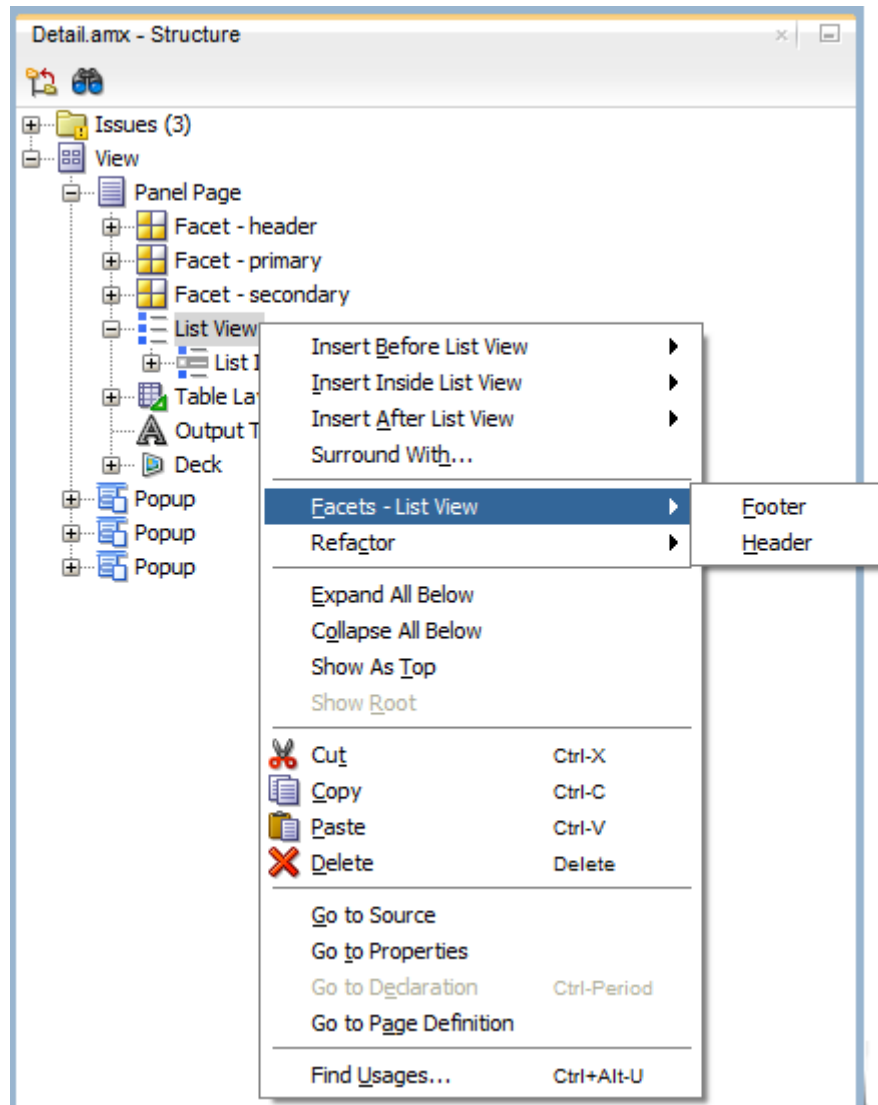 Detail.amx - Structure
Issues (3)
View
Panel Page
Facet - header
Facet - primary
Facet - secondary
List View
List
Table La
Output T
Deck
Popup
Popup
Popup
Insert Before List View
Insert Inside List View
Insert After List View
Surround With...
Facets - List View
Refactor
Footer
Header
Expand All Below
Collapse All Below
Show As Top
Show Root
Cut Ctrl-X
Copy Ctrl-C
Paste Ctrl-V
Delete Delete
Go to Source
Go to Properties
Go to Declaration Ctrl-Period
Go to Page Definition
Find Usages... Ctrl+Alt-U